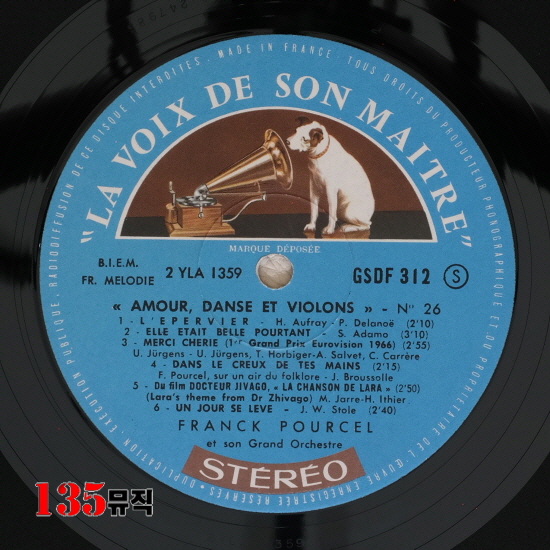 DUPLICATION EXÉCUTION PUBLIQUE, RADIODIFFUSION DE CE DISQUE INTERDITES. MADE IN FRANCE. TOUS DROITS DU PRODUCTEUR PHONOGRAPHIQUE ET DU PROPRIETAIRE DE L'ŒUVRE ENREGISTREE RESERVES
"LA VOIX DE SON MAITRE"
MARQUE DÉPOSÉE
B.I.E.M.
FR. MELODIE
2 YLA 1359
GSDF 312 S
« AMOUR, DANSE ET VIOLONS » - N° 26
1 - L'EPERVIER - H. Aufray - P. Delanoë (2'10)
2 - ELLE ETAIT BELLE POURTANT - S. Adamo (3'10)
3 - MERCI CHERIE (1er Grand Prix Eurovision 1966) (2'55)
U. Jürgens - U. Jürgens, T. Horbiger - A. Salvet, C. Carrère
4 - DANS LE CREUX DE TES MAINS (2'15)
F. Pourcel, sur un air du folklore - J. Broussolle
5 - Du film DOCTEUR JIVAGO, « LA CHANSON DE LARA » (2'50)
(Lara's theme from Dr Zhivago) M. Jarre - H. Ithier
6 - UN JOUR SE LEVE - J. W. Stole (2'40)
FRANCK POURCEL
et son Grand Orchestre
STÉRÉO
135뮤직